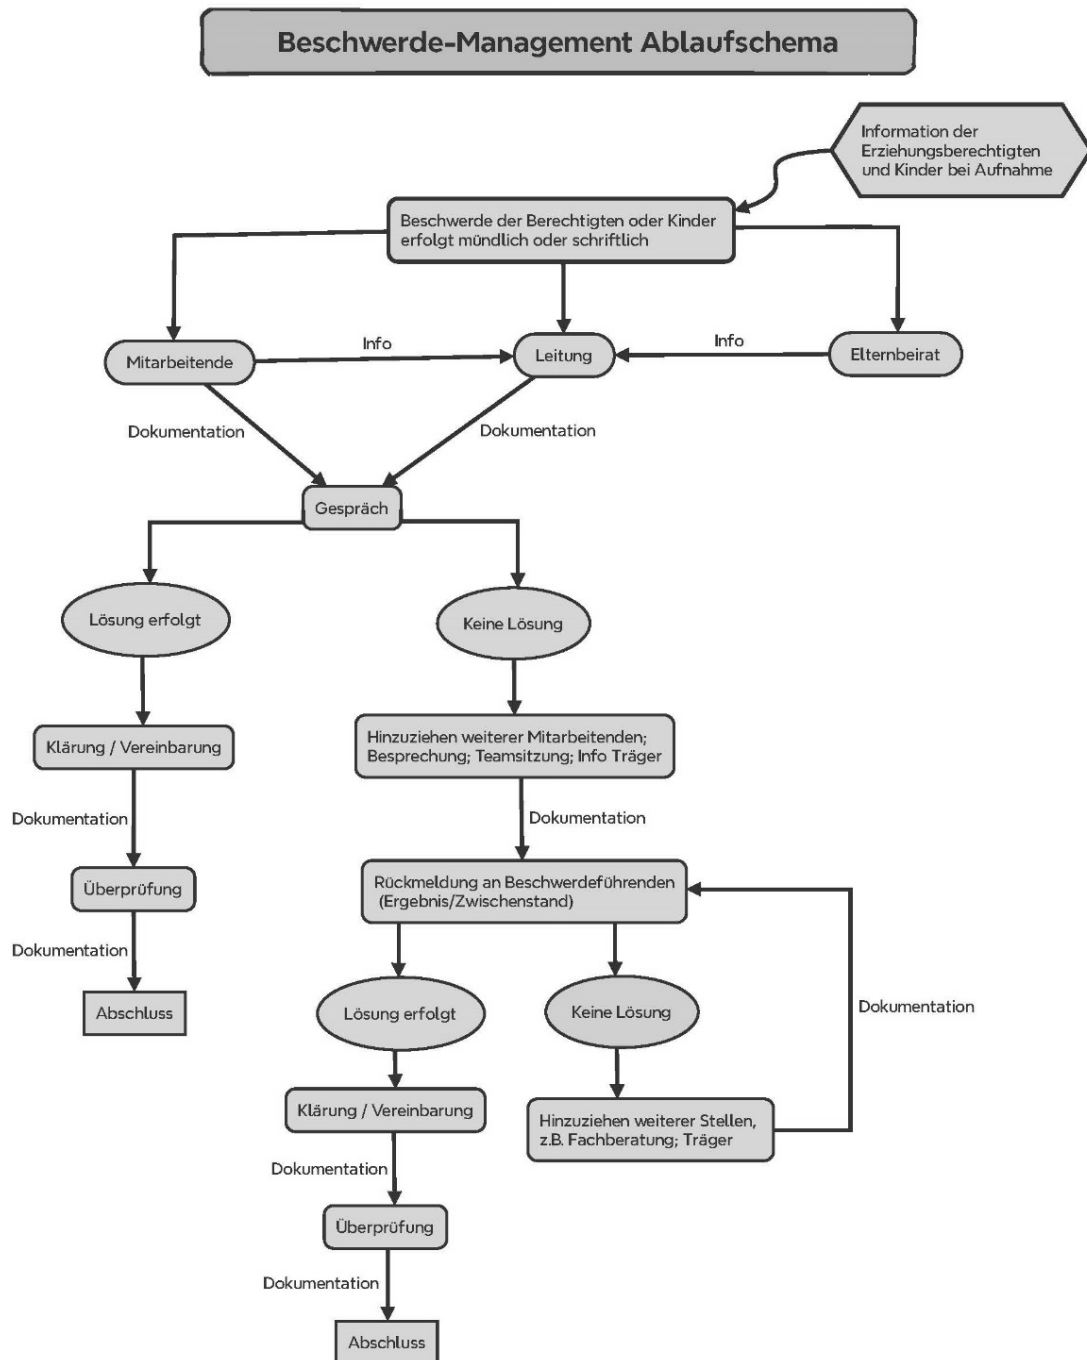 Beschwerde-Management Ablaufschema
Information der
Erziehungsberechtigten
und Kinder bei Aufnahme
Beschwerde der Berechtigten oder Kinder
erfolgt mündlich oder schriftlich
Mitarbeitende
Info
Leitung
Info
Elternbeirat
Dokumentation
Dokumentation
Gespräch
Lösung erfolgt
Keine Lösung
Klärung / Vereinbarung
Hinzuziehen weiterer Mitarbeitenden;
Besprechung; Teamsitzung; Info Träger
Dokumentation
Dokumentation
Überprüfung
Rückmeldung an Beschwerdeführenden
(Ergebnis/Zwischenstand)
Dokumentation
Abschluss
Lösung erfolgt
Keine Lösung
Dokumentation
Klärung / Vereinbarung
Hinzuziehen weiterer Stellen,
z.B. Fachberatung; Träger
Dokumentation
Überprüfung
Dokumentation
Abschluss